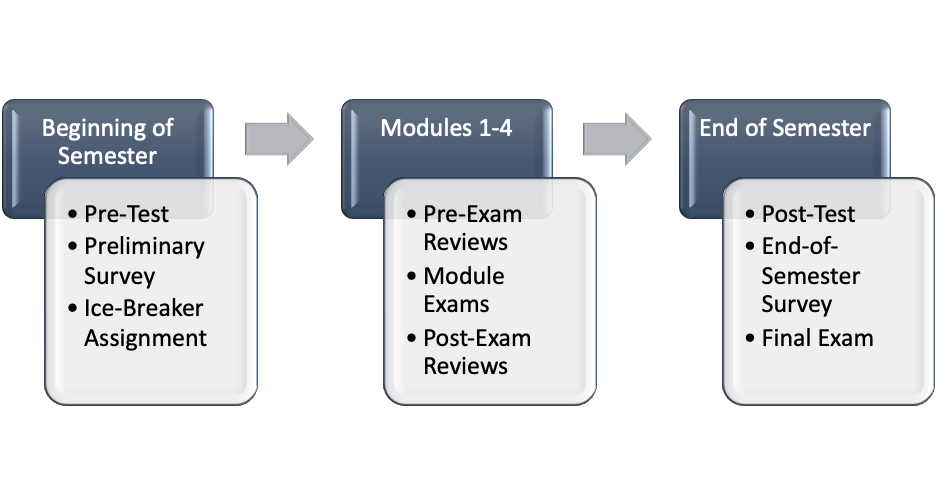 Beginning of
Semester
• Pre-Test
• Preliminary
Survey
• Ice-Breaker
Assignment
Modules 1-4
• Pre-Exam
Reviews
• Module
Exams
• Post-Exam
Reviews
End of Semester
• Post-Test
• End-of-
Semester
Survey
• Final Exam